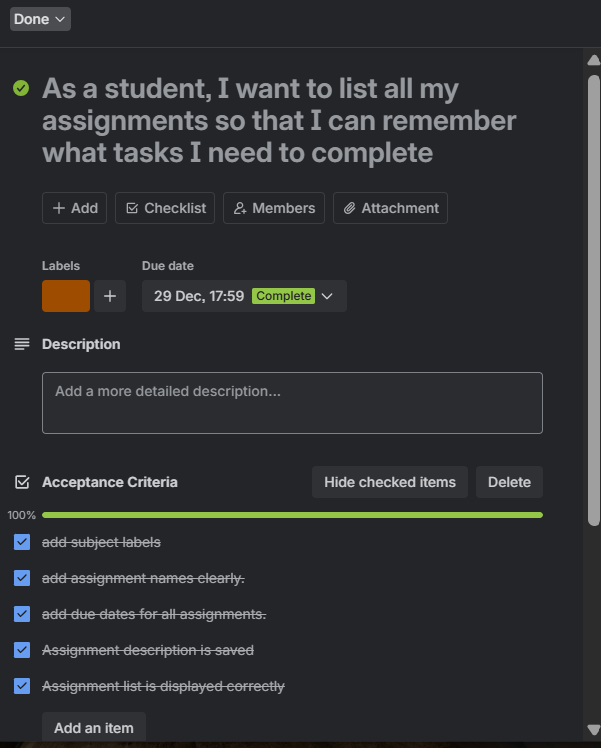 Done
As a student, I want to list all my
assignments so that I can remember
what tasks I need to complete
+ Add
Checklist
Members
Attachment
Labels
Due date
+
29 Dec, 17:59 Complete
Description
Add a more detailed description...
Acceptance Criteria
Hide checked items
Delete
100%
add subject labels
add assignment names clearly.
add due dates for all assignments.
Assignment description is saved
Assignment list is displayed correctly
Add an item